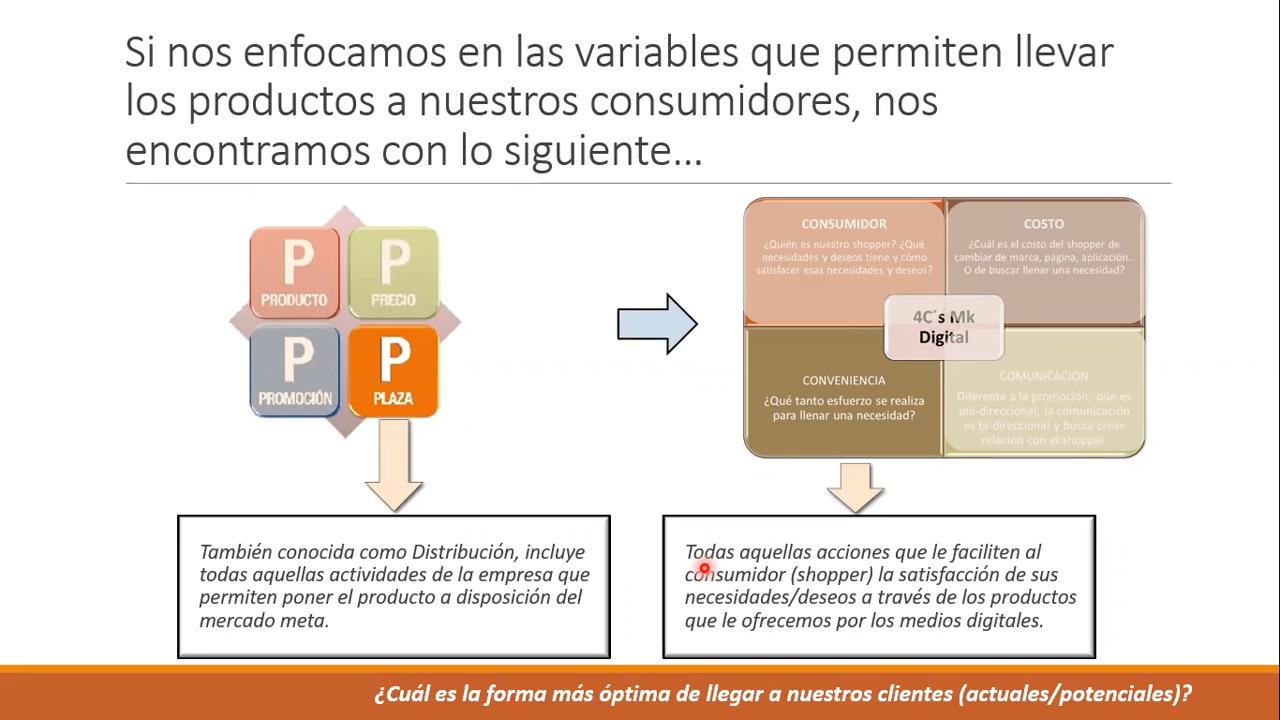 Si nos enfocamos en las variables que permiten llevar
los productos a nuestros consumidores, nos
encontramos con lo siguiente...
P
PRODUCTO
P
PRECIO
P
PROMOCIÓN
P
PLAZA
CONSUMIDOR
¿Quién es nuestro shopper? ¿Qué
necesidades y deseos tiene y cómo
satisfacer esas necesidades y deseos?
COSTO
¿Cuál es el costo del shopper de
cambiar de marca, página, aplicación..
O de buscar llenar una necesidad?
4C´s Mk
Digital
CONVENIENCIA
¿Qué tanto esfuerzo se realiza
para llenar una necesidad?
COMUNICACIÓN
Diferente a la promoción, que es
uni-direccional, la comunicación
es bi-direccional y busca crear
relación con el shopper.
También conocida como Distribución, incluye
todas aquellas actividades de la empresa que
permiten poner el producto a disposición del
mercado meta.
Todas aquellas acciones que le faciliten al
consumidor (shopper) la satisfacción de sus
necesidades/deseos a través de los productos
que le ofrecemos por los medios digitales.
¿Cuál es la forma más óptima de llegar a nuestros clientes (actuales/potenciales)?